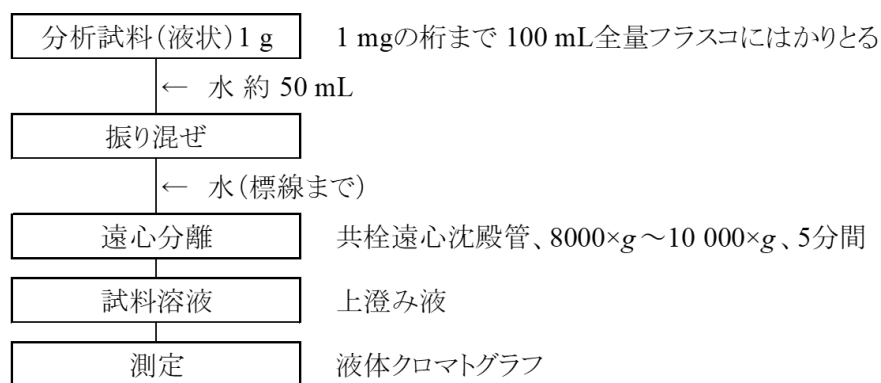 分析試料(液状)1 g 1 mgの桁まで 100 mL全量フラスコにはかりとる
← 水 約 50 mL
振り混ぜ
← 水(標線まで)
遠心分離 共栓遠心沈殿管、8000×g~10 000×g、5分間
試料溶液 上澄み液
測定 液体クロマトグラフ